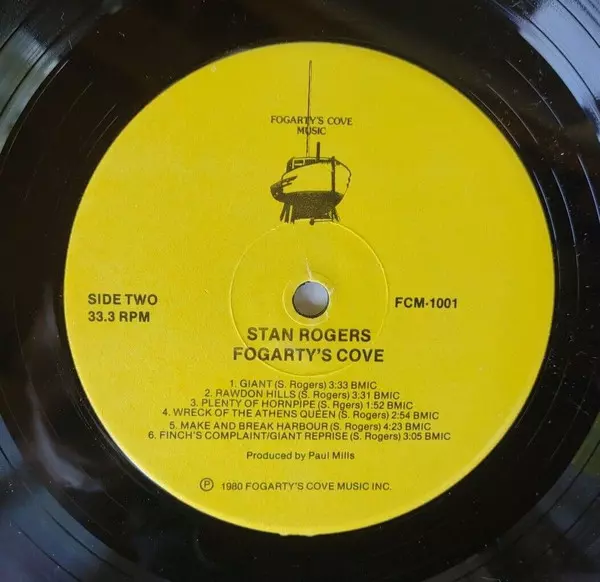 FOGARTY'S COVE
MUSIC
SIDE TWO
33.3 RPM
FCM-1001
STAN ROGERS
FOGARTY'S COVE
1. GIANT (S. Rogers) 3:33 BMIC
2. RAWDON HILLS (S. Rogers) 3:31 BMIC
3. PLENTY OF HORNPIPE (S. Rgers) 1:52 BMIC
4. WRECK OF THE ATHENS QUEEN (S. Rogers) 2:54 BMIC
5. MAKE AND BREAK HARBOUR (S. Rogers) 4:23 BMIC
6. FINCH'S COMPLAINT/GIANT REPRISE (S. Rogers) 3:05 BMIC
Produced by Paul Mills
Ⓟ 1980 FOGARTY'S COVE MUSIC INC.